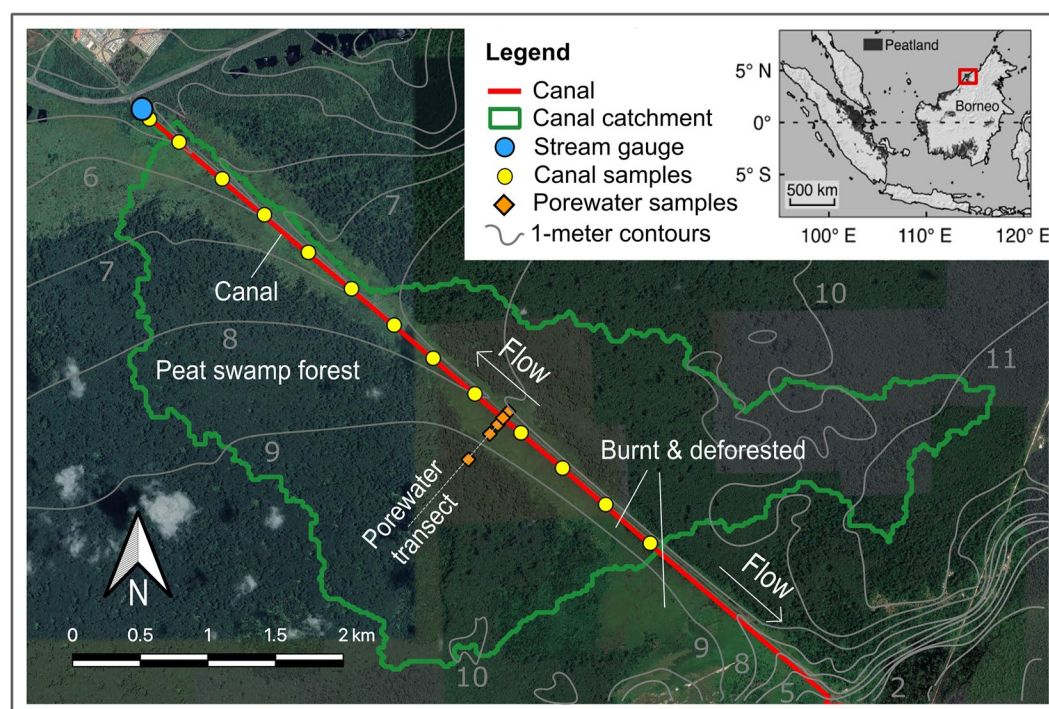 Legend
Canal
Canal catchment
Stream gauge
Canal samples
Porewater samples
1-meter contours
Peatland
5° N
Borneo
0°
5° S
500 km
100° E
110° E
120° E
6
7
7
10
Canal
8
11
Peat swamp forest
Flow
9
Burnt & deforested
Porewater
transect
Flow
N
0
0.5
1
1.5
2 km
10
9
8
5
2